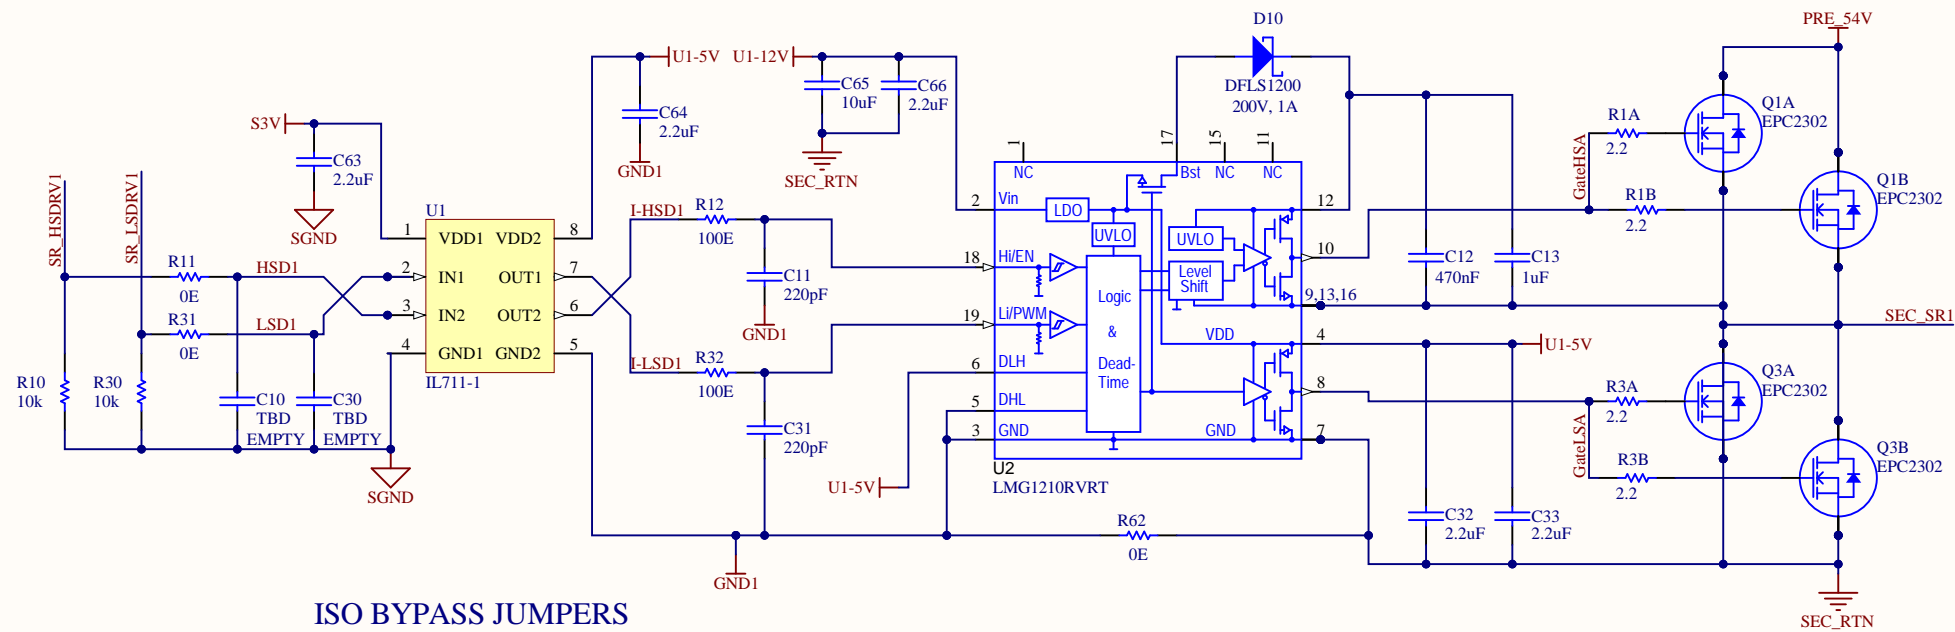 D10
DFLS1200
200V, 1A
PRE_54V
U1-5V
U1-12V
C65
10uF
C66
2.2uF
C64
2.2uF
GND1
SEC_RTN
S3V
C63
2.2uF
SGND
SR_HSDRV1
SR_LSDRV1
R11
0E
HSD1
R31
0E
LSD1
R10
10k
R30
10k
C10
TBD
EMPTY
C30
TBD
EMPTY
SGND
U1
1 VDD1 VDD2 8
2 IN1 OUT1 7
3 IN2 OUT2 6
4 GND1 GND2 5
IL711-1
I-HSD1
R12
100E
C11
220pF
GND1
I-LSD1
R32
100E
C31
220pF
GND1
U1-5V
1
NC
17
Bst
15
NC
11
NC
2 Vin
LDO
UVLO
UVLO
12
18 Hi/EN
10
Level
Shift
9,13,16
Logic
&
Dead-
Time
19 Li/PWM
VDD 4
6 DLH
8
5 DHL
3 GND
GND 7
U2
LMG1210RVRT
R62
0E
C12
470nF
C13
1uF
U1-5V
C32
2.2uF
C33
2.2uF
GateHSA
R1A
2.2
R1B
2.2
Q1A
EPC2302
Q1B
EPC2302
SEC_SR1
GateLSA
R3A
2.2
R3B
2.2
Q3A
EPC2302
Q3B
EPC2302
SEC_RTN
ISO BYPASS JUMPERS